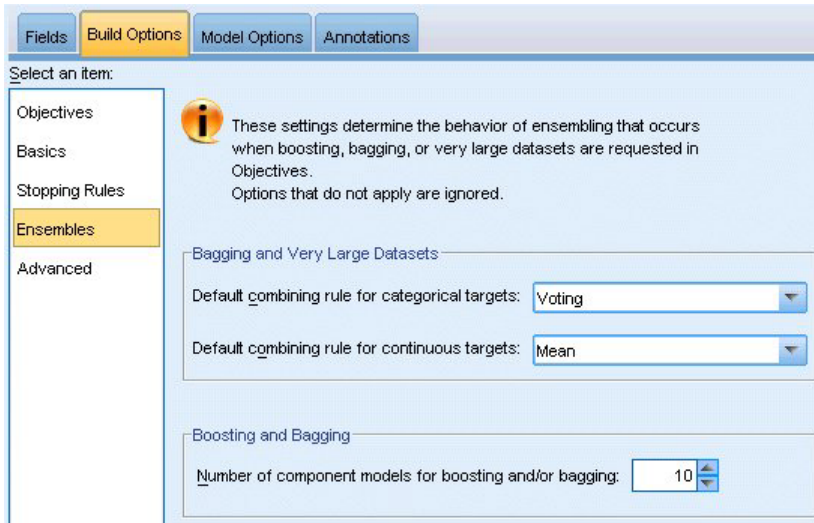 Fields Build Options Model Options Annotations
Select an item:
Objectives
Basics
Stopping Rules
Ensembles
Advanced
These settings determine the behavior of ensembling that occurs
when boosting, bagging, or very large datasets are requested in
Objectives.
Options that do not apply are ignored.
Bagging and Very Large Datasets
Default combining rule for categorical targets: Voting
Default combining rule for continuous targets: Mean
Boosting and Bagging
Number of component models for boosting and/or bagging: 10